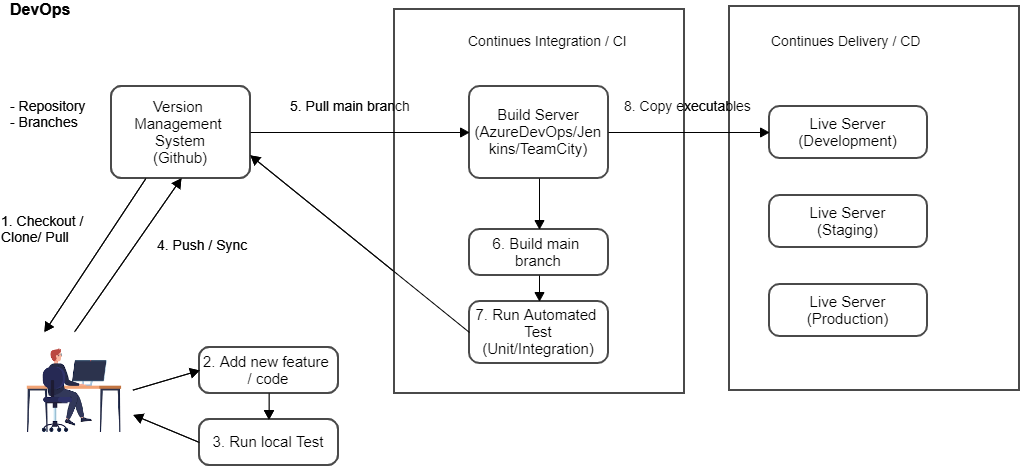 DevOps
Continues Integration / CI
Continues Delivery / CD
- Repository
- Branches
Version
Management
System
(Github)
5. Pull main branch
Build Server
(AzureDevOps/Jen
kins/TeamCity)
8. Copy executables
Live Server
(Development)
1. Checkout /
Clone/ Pull
4. Push / Sync
6. Build main
branch
Live Server
(Staging)
7. Run Automated
Test
(Unit/Integration)
Live Server
(Production)
2. Add new feature
/ code
3. Run local Test